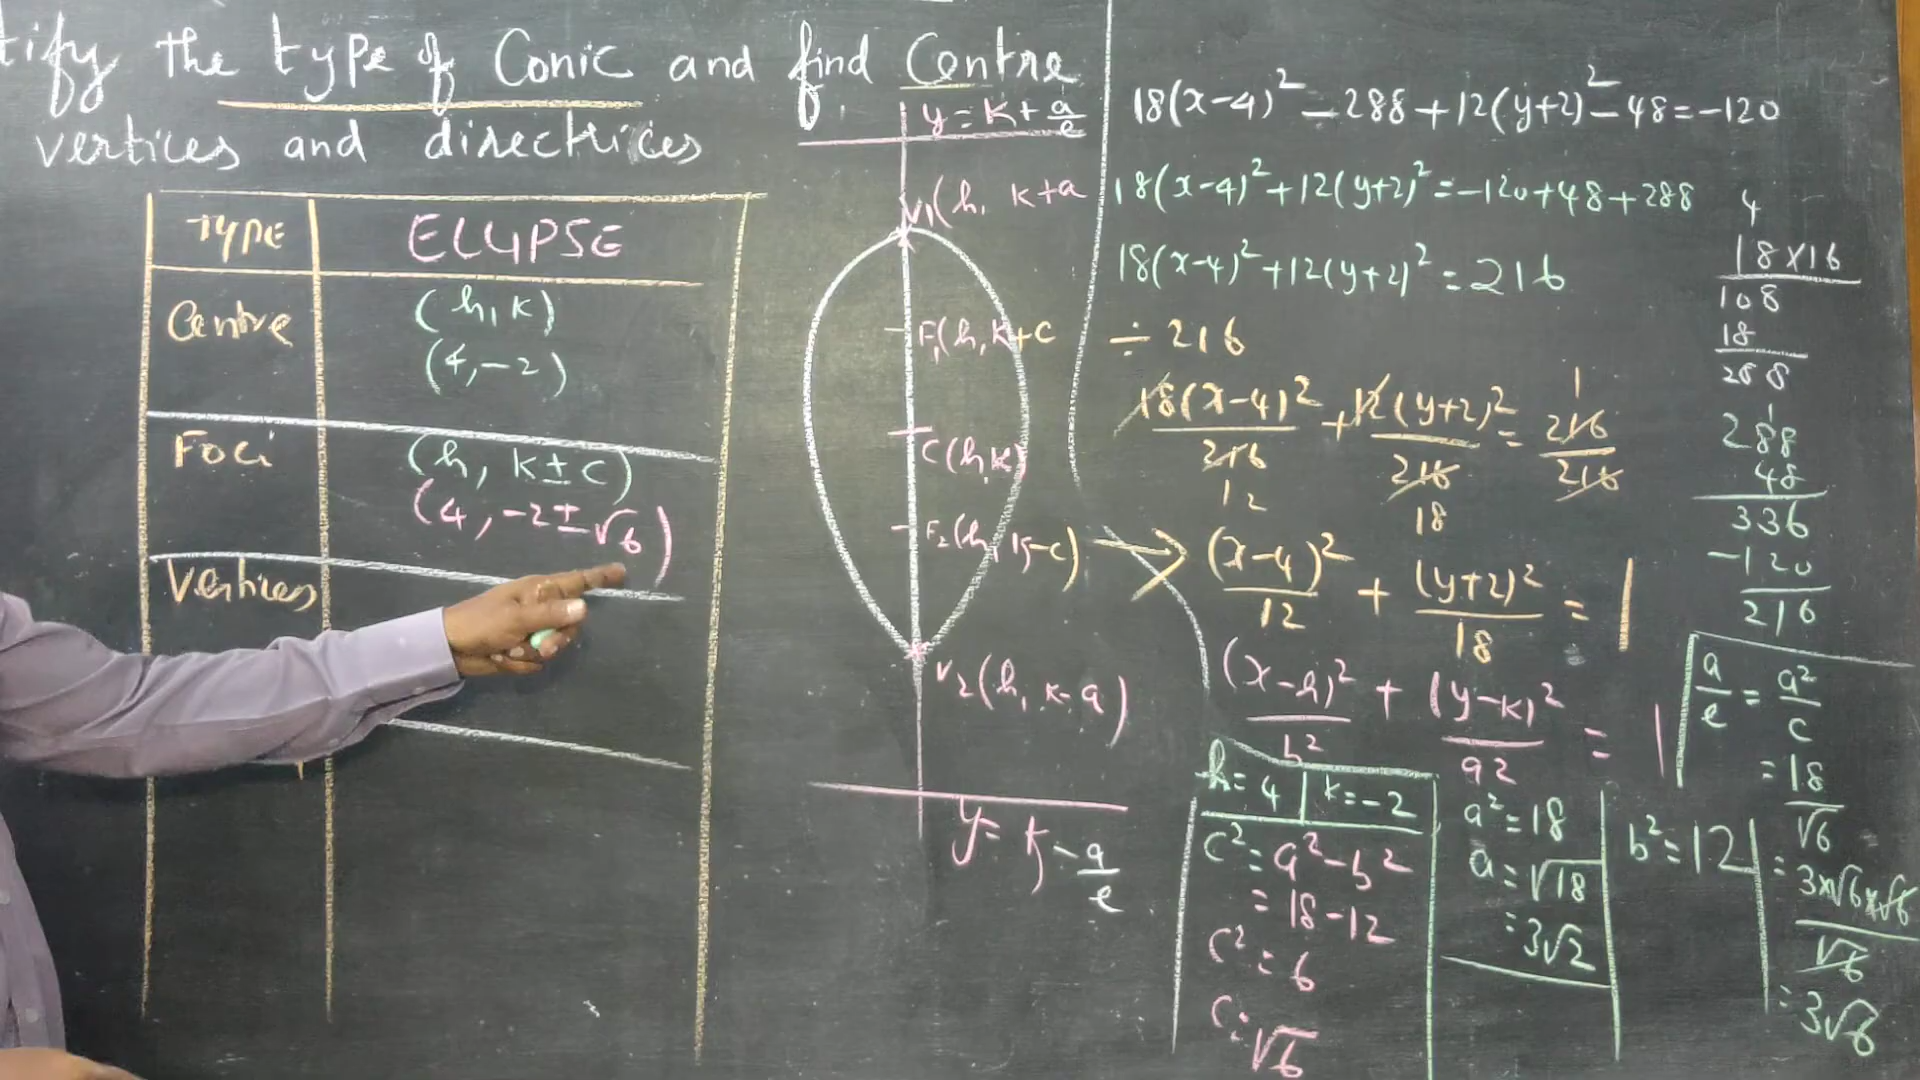 tify the type of Conic and find Centre
vertices and directrices
TYPE ELLIPSE
Centre (h, k)
(4, -2)
Foci (h, k ± c)
(4, -2 ± √6)
Vertices
y = k + a/e
V1(h, k+a
F1(h, k+c
C(h,k)
F2(h, k-c)
V2(h, k-a)
y = k - a/e
18(x-4)² - 288 + 12(y+2)² - 48 = -120
18(x-4)² + 12(y+2)² = -120 + 48 + 288
18(x-4)² + 12(y+2)² = 216
÷ 216
18(x-4)²/216 + 12(y+2)²/216 = 216/216
12 18 1
(x-4)²/12 + (y+2)²/18 = 1
(x-h)²/b² + (y-k)²/a² = 1
h = 4 | k = -2
c² = a² - b²
= 18 - 12
c² = 6
c = √6
a² = 18
a = √18
= 3√2
b² = 12
4
18×16
108
18
288
1
288
48
336
-120
216
a/e = a²/c
= 18/√6
= 3×√6×√6/√6
= 3√6